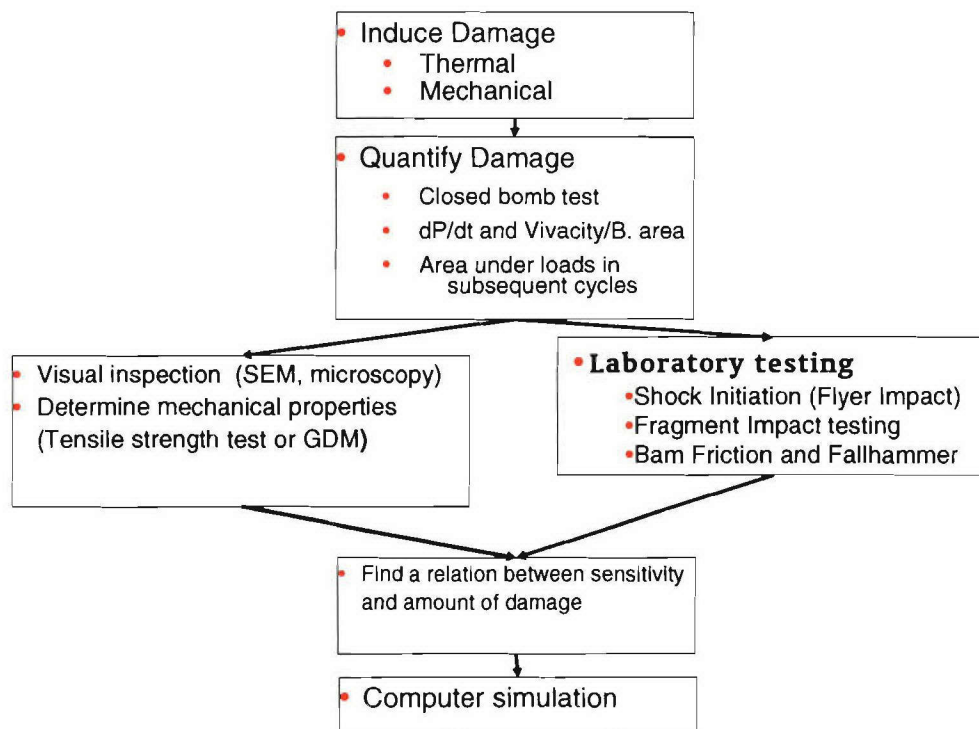 • Induce Damage
• Thermal
• Mechanical
• Quantify Damage
• Closed bomb test
• dP/dt and Vivacity/B. area
• Area under loads in
subsequent cycles
• Visual inspection (SEM, microscopy)
• Determine mechanical properties
(Tensile strength test or GDM)
• Laboratory testing
•Shock Initiation (Flyer Impact)
•Fragment Impact testing
•Bam Friction and Fallhammer
• Find a relation between sensitivity
and amount of damage
• Computer simulation